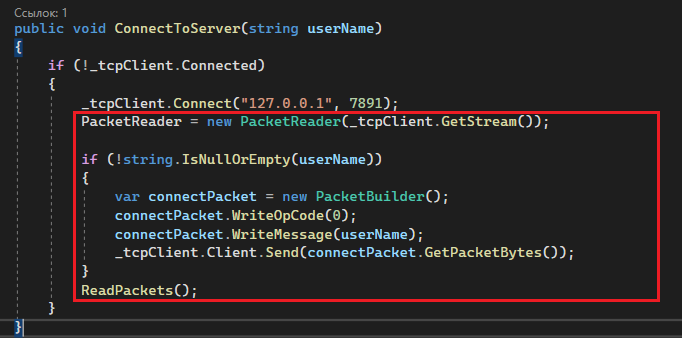 Ссылок: 1
public void ConnectToServer(string userName)
{
if (!_tcpClient.Connected)
{
_tcpClient.Connect("127.0.0.1", 7891);
PacketReader = new PacketReader(_tcpClient.GetStream());
if (!string.IsNullOrEmpty(userName))
{
var connectPacket = new PacketBuilder();
connectPacket.WriteOpCode(0);
connectPacket.WriteMessage(userName);
_tcpClient.Client.Send(connectPacket.GetPacketBytes());
}
ReadPackets();
}
}